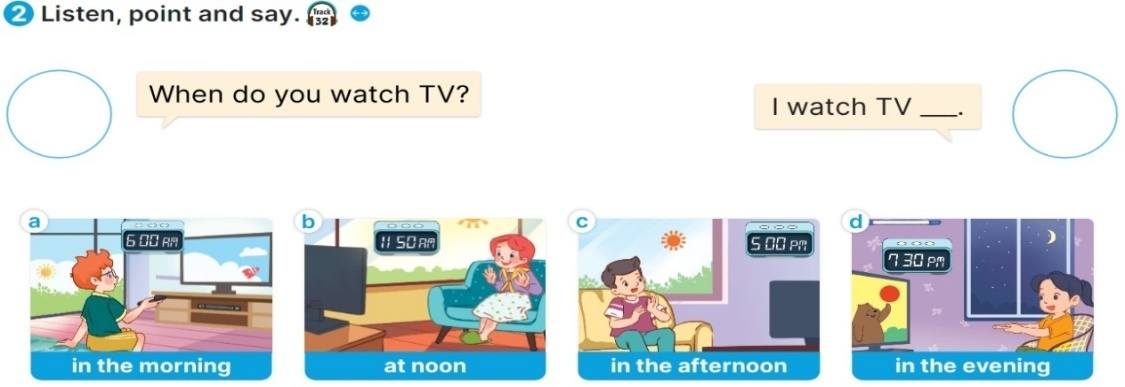 2 Listen, point and say. Track 32
When do you watch TV?
I watch TV ___.
a
6:00 AM
in the morning
b
11:50 AM
at noon
c
5:00 PM
in the afternoon
d
7:30 PM
in the evening